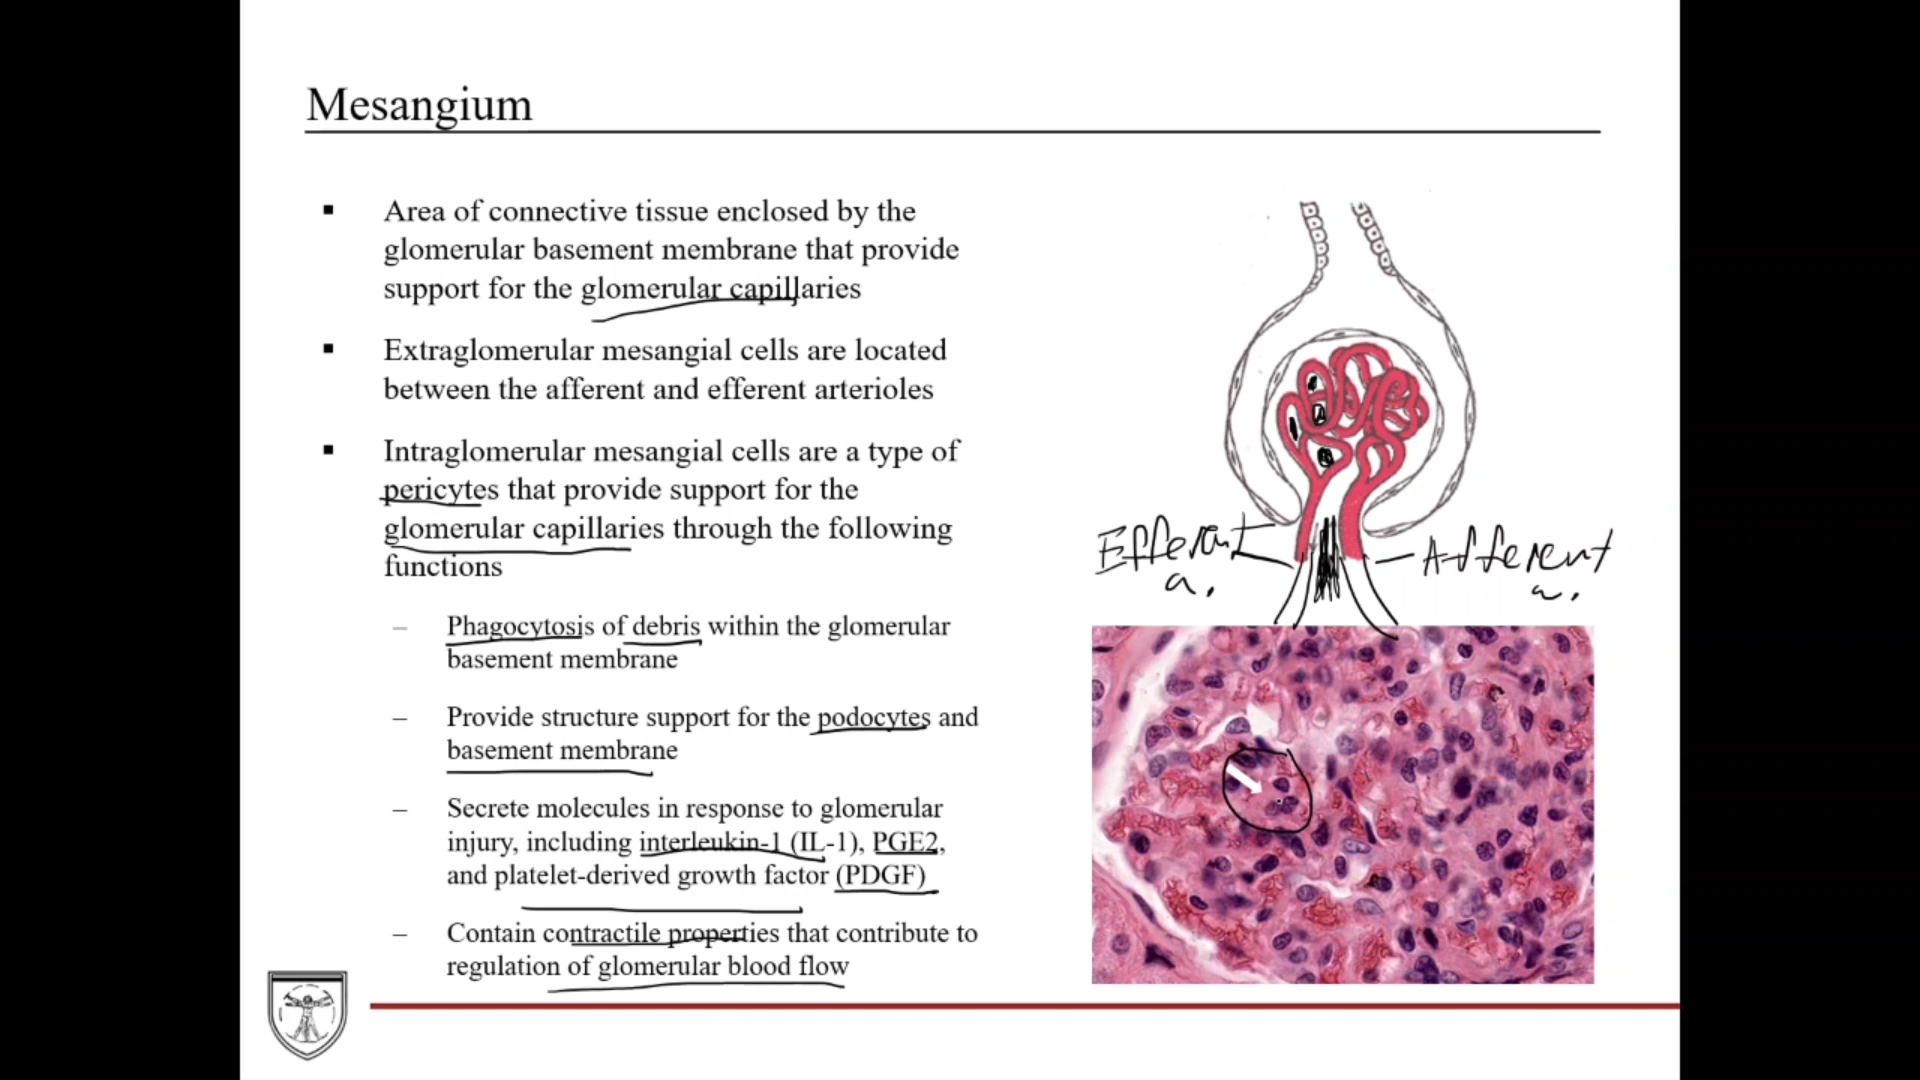 Mesangium
▪ Area of connective tissue enclosed by the
glomerular basement membrane that provide
support for the glomerular capillaries
▪ Extraglomerular mesangial cells are located
between the afferent and efferent arterioles
▪ Intraglomerular mesangial cells are a type of
pericytes that provide support for the
glomerular capillaries through the following
functions
– Phagocytosis of debris within the glomerular
basement membrane
– Provide structure support for the podocytes and
basement membrane
– Secrete molecules in response to glomerular
injury, including interleukin-1 (IL-1), PGE2,
and platelet-derived growth factor (PDGF)
– Contain contractile properties that contribute to
regulation of glomerular blood flow
Efferent
a.
Afferent
a.